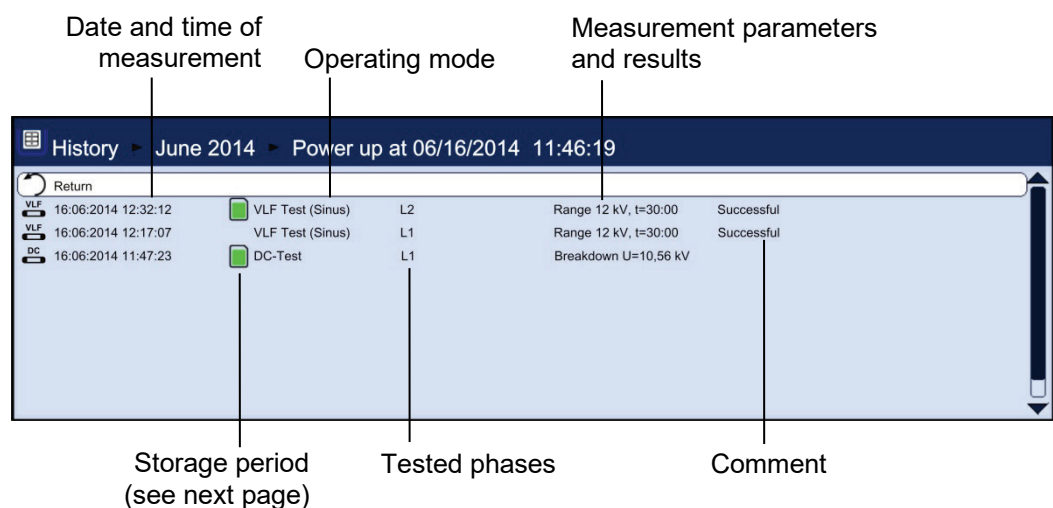 Date and time of
measurement
Operating mode
Measurement parameters
and results
History ► June 2014 ► Power up at 06/16/2014 11:46:19
Return
VLF 16:06:2014 12:32:12 VLF Test (Sinus) L2 Range 12 kV, t=30:00 Successful
VLF 16:06:2014 12:17:07 VLF Test (Sinus) L1 Range 12 kV, t=30:00 Successful
DC 16:06:2014 11:47:23 DC-Test L1 Breakdown U=10,56 kV
Storage period
(see next page)
Tested phases
Comment